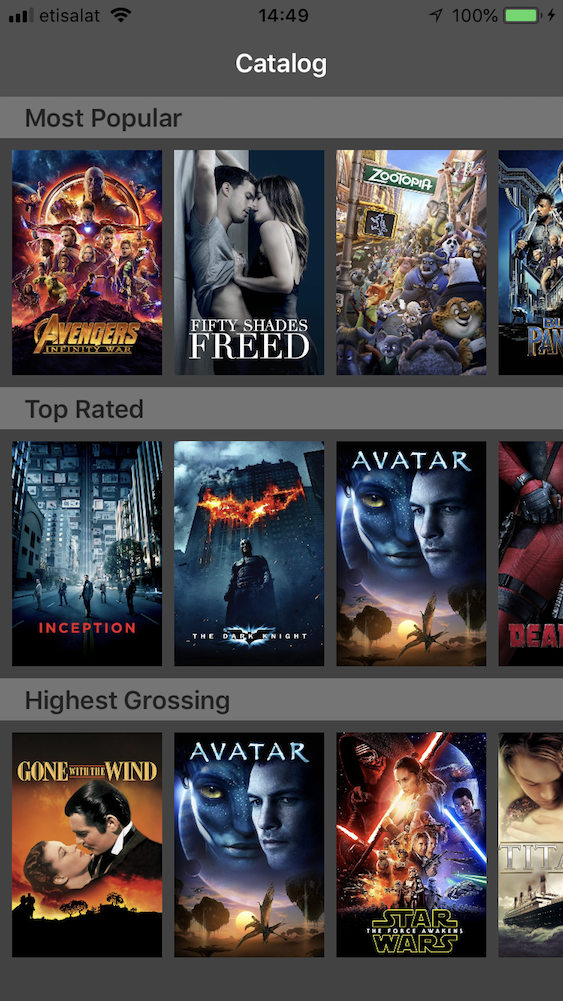 etisalat 14:49 100%
Catalog
Most Popular
AVENGERS
INFINITY WAR
FIFTY SHADES
FREED
ZOOTOPIA
PAN
Top Rated
INCEPTION
THE DARK KNIGHT
AVATAR
DEAD
Highest Grossing
GONE WITH THE WIND
AVATAR
STAR
THE FORCE AWAKENS
WARS
TITA